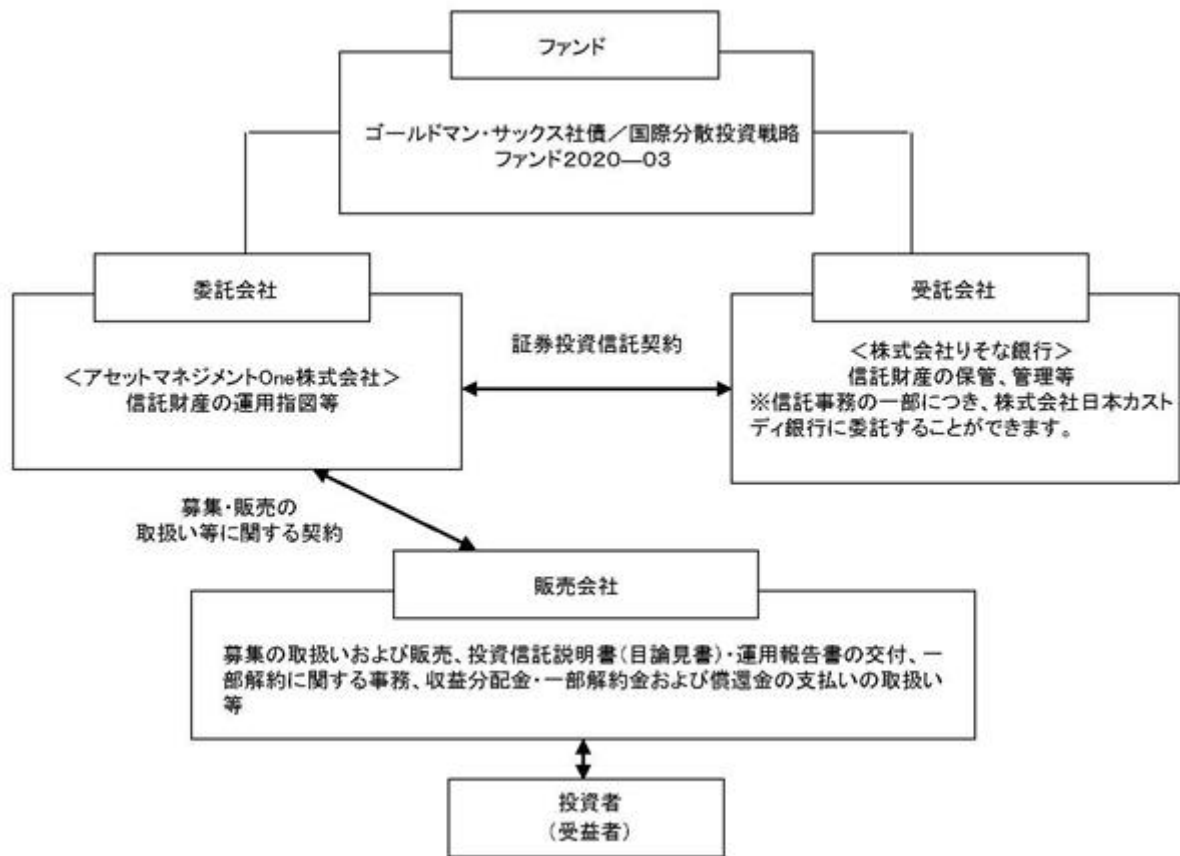 ファンド
ゴールドマン・サックス社債／国際分散投資戦略
ファンド2020―03
委託会社
＜アセットマネジメントOne株式会社＞
信託財産の運用指図等
証券投資信託契約
受託会社
＜株式会社りそな銀行＞
信託財産の保管、管理等
※信託事務の一部につき、株式会社日本カスト
ディ銀行に委託することができます。
募集・販売の
取扱い等に関する契約
販売会社
募集の取扱いおよび販売、投資信託説明書（目論見書）・運用報告書の交付、一
部解約に関する事務、収益分配金・一部解約金および償還金の支払いの取扱い
等
投資者
（受益者）